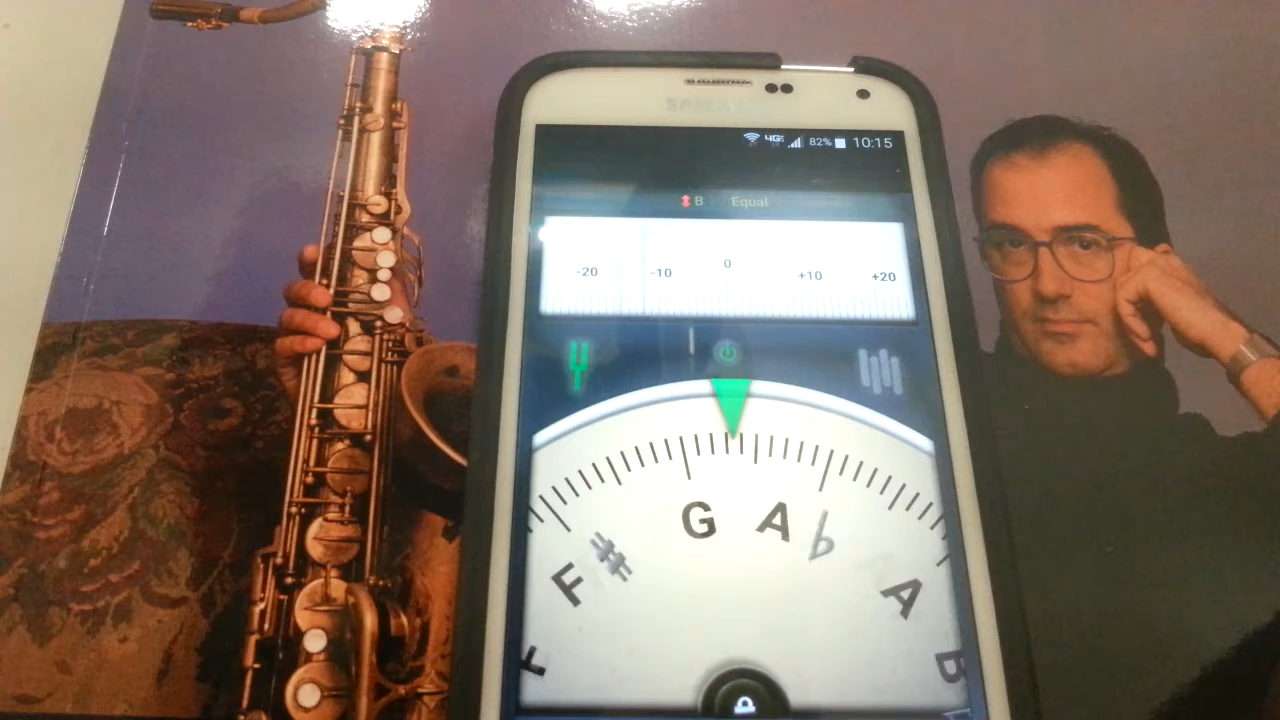 SAMSUNG
4G 82% 10:15
B Equal
-20 -10 0 +10 +20
F F# G A♭ A B